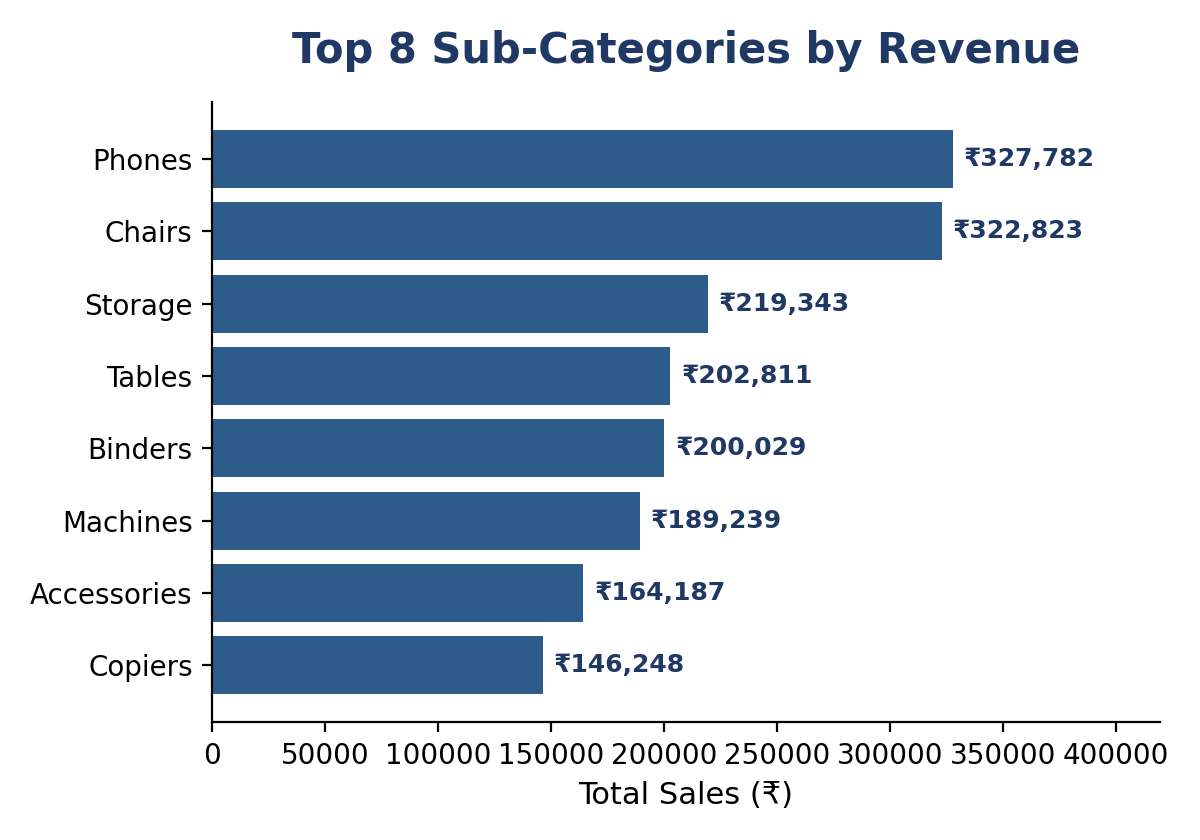 Top 8 Sub-Categories by Revenue
Phones ₹327,782
Chairs ₹322,823
Storage ₹219,343
Tables ₹202,811
Binders ₹200,029
Machines ₹189,239
Accessories ₹164,187
Copiers ₹146,248
0 50000 100000 150000 200000 250000 300000 350000 400000
Total Sales (₹)